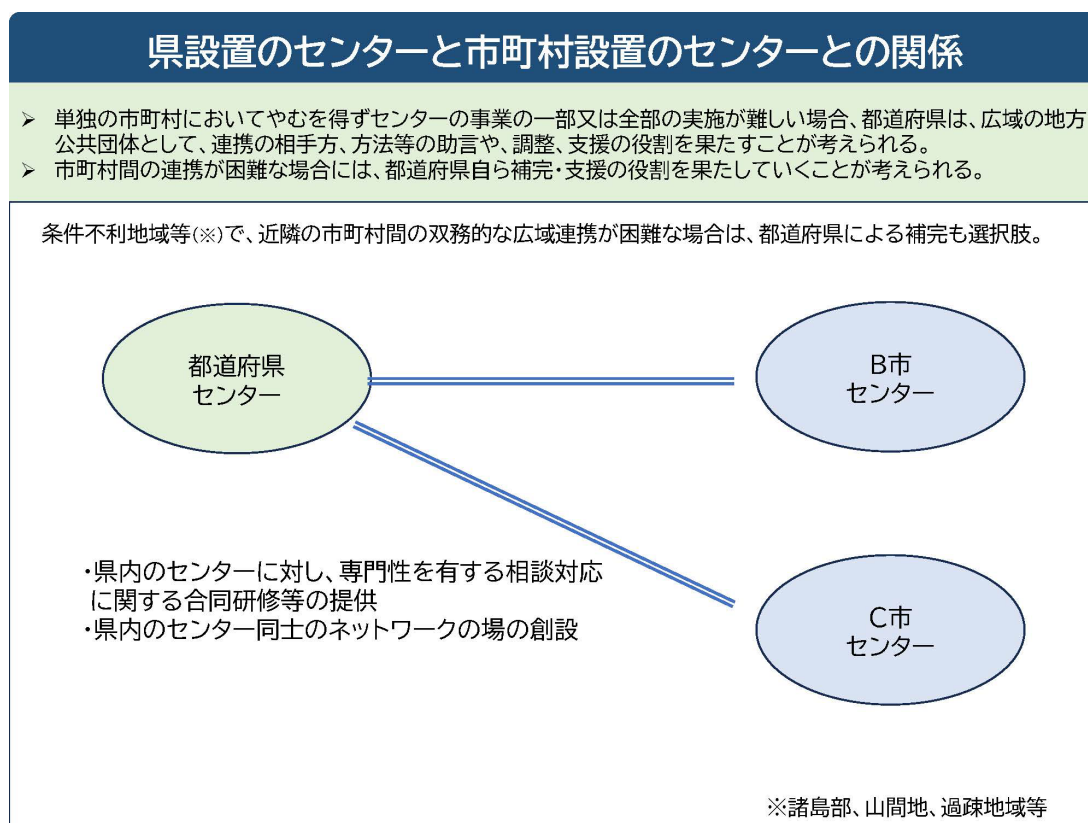 県設置のセンターと市町村設置のセンターとの関係
➢ 単独の市町村においてやむを得ずセンターの事業の一部又は全部の実施が難しい場合、都道府県は、広域の地方
公共団体として、連携の相手方、方法等の助言や、調整、支援の役割を果たすことが考えられる。
➢ 市町村間の連携が困難な場合には、都道府県自ら補完・支援の役割を果たしていくことが考えられる。
条件不利地域等(※)で、近隣の市町村間の双務的な広域連携が困難な場合は、都道府県による補完も選択肢。
都道府県
センター
B市
センター
・県内のセンターに対し、専門性を有する相談対応
に関する合同研修等の提供
・県内のセンター同士のネットワークの場の創設
C市
センター
※諸島部、山間地、過疎地域等